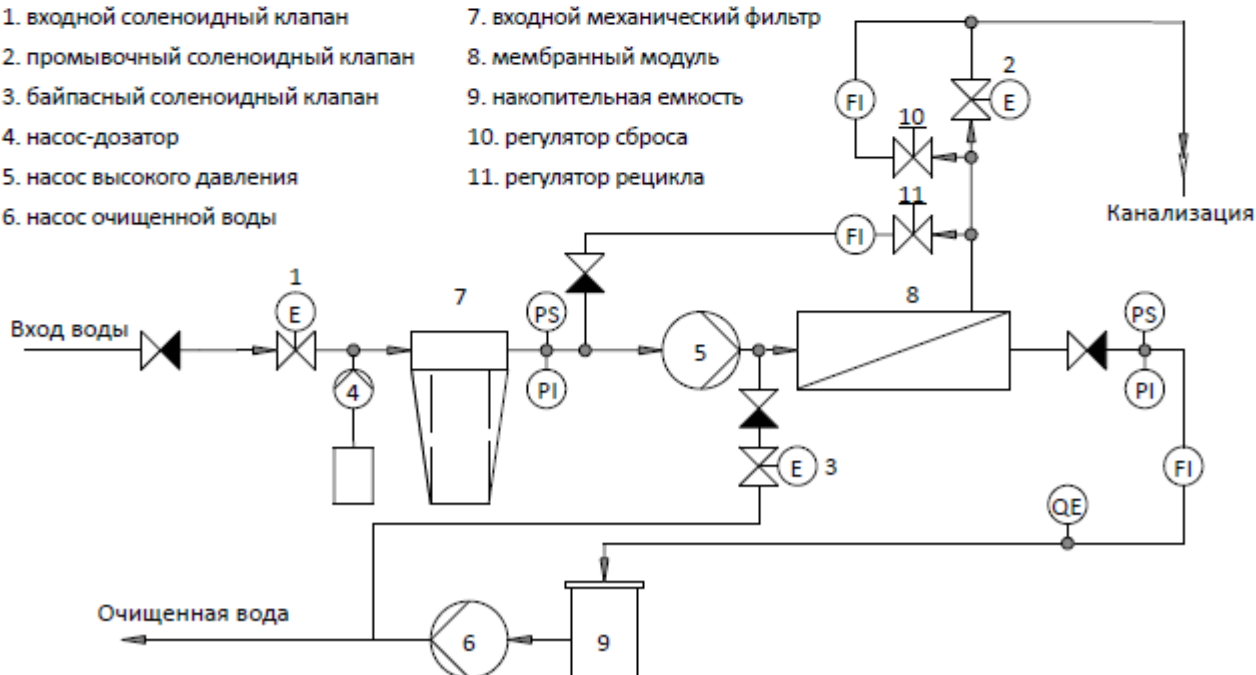 1. входной соленоидный клапан
2. промывочный соленоидный клапан
3. байпасный соленоидный клапан
4. насос-дозатор
5. насос высокого давления
6. насос очищенной воды
7. входной механический фильтр
8. мембранный модуль
9. накопительная емкость
10. регулятор сброса
11. регулятор рецикла
2
FI
E
10
11
Канализация
FI
1
7
8
E
PS
PS
Вход воды
5
4
PI
PI
E 3
FI
QE
Очищенная вода
6
9